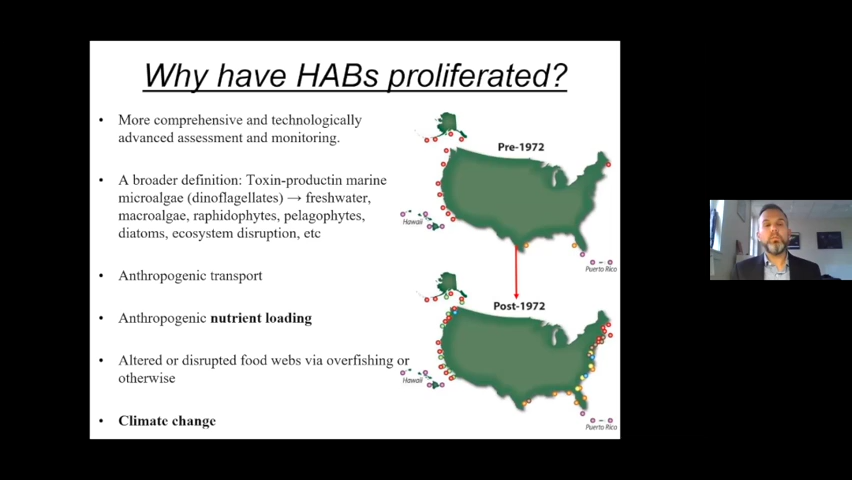 Why have HABs proliferated?
• More comprehensive and technologically
advanced assessment and monitoring.
• A broader definition: Toxin-productin marine
microalgae (dinoflagellates) → freshwater,
macroalgae, raphidophytes, pelagophytes,
diatoms, ecosystem disruption, etc
• Anthropogenic transport
• Anthropogenic nutrient loading
• Altered or disrupted food webs via overfishing or
otherwise
• Climate change
Pre-1972
Hawaii
Puerto Rico
Post-1972
Hawaii
Puerto Rico